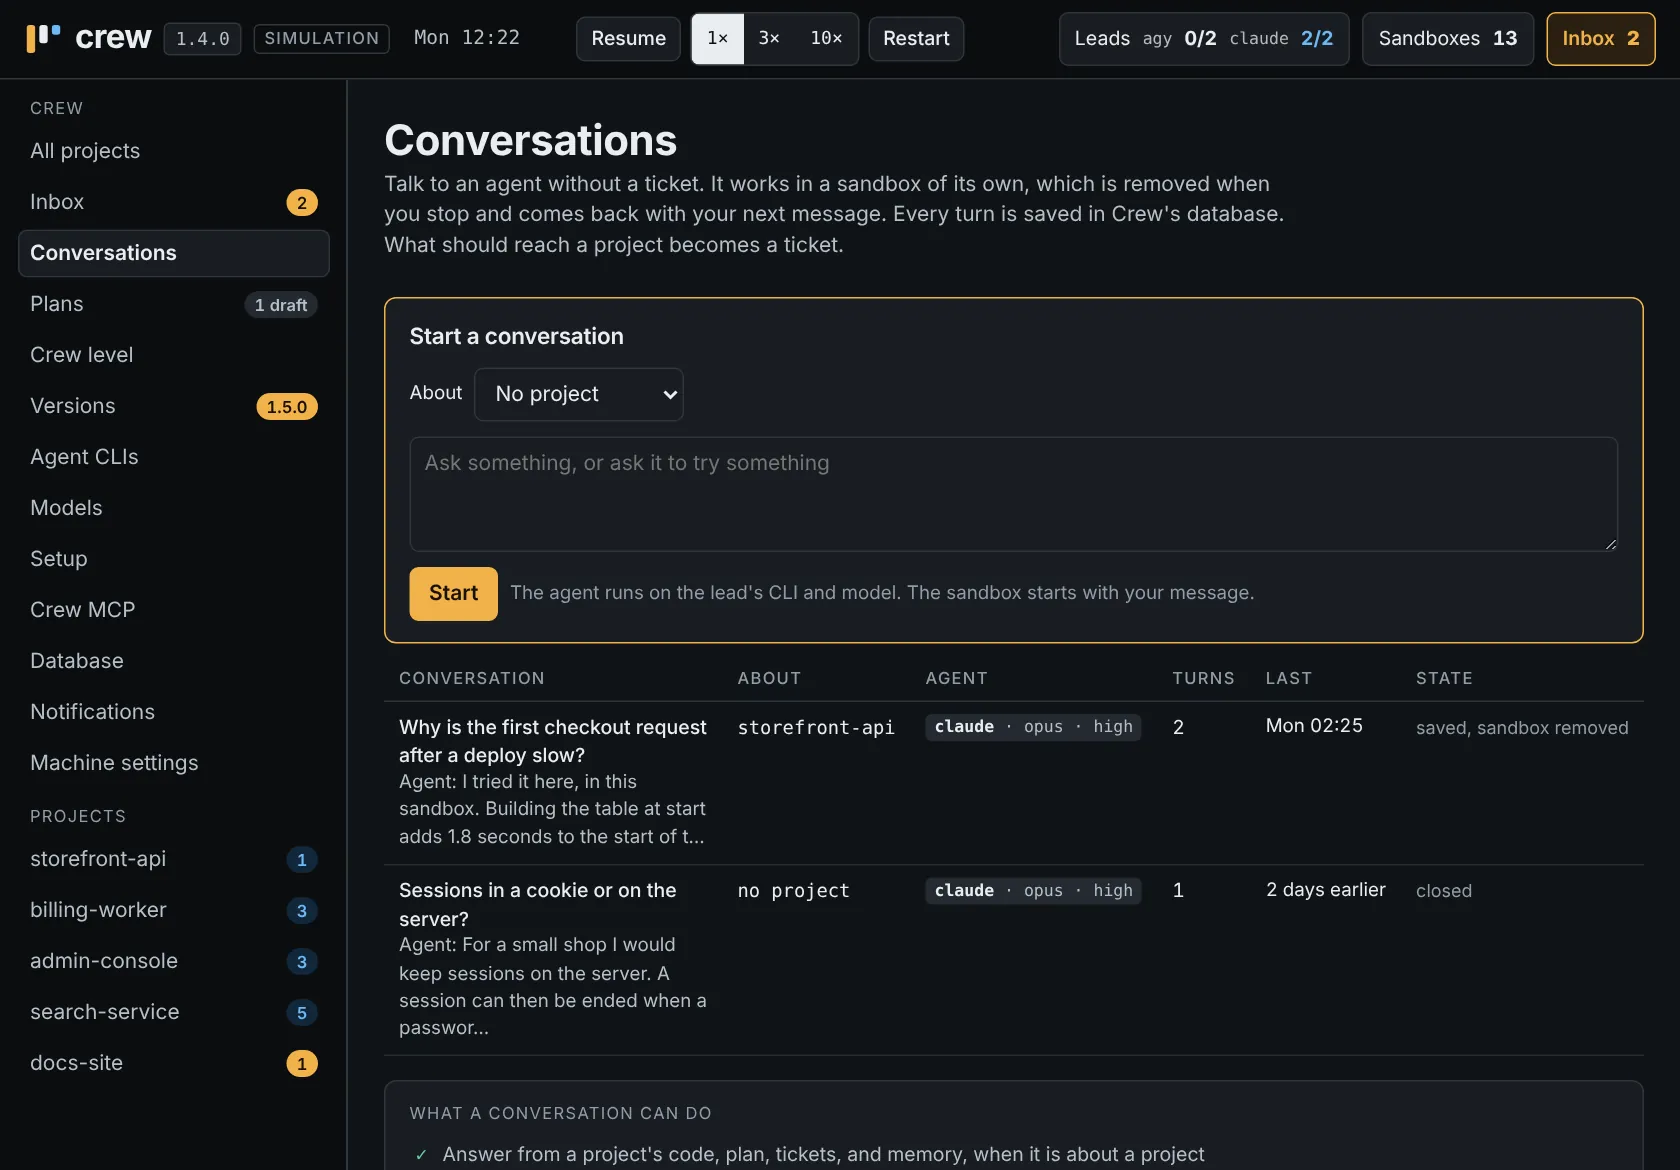 crew 1.4.0 SIMULATION Mon 12:22 Resume 1× 3× 10× Restart Leads agy 0/2 claude 2/2 Sandboxes 13 Inbox 2
CREW
All projects
Inbox 2
Conversations
Plans 1 draft
Crew level
Versions 1.5.0
Agent CLIs
Models
Setup
Crew MCP
Database
Notifications
Machine settings
PROJECTS
storefront-api 1
billing-worker 3
admin-console 3
search-service 5
docs-site 1
Conversations
Talk to an agent without a ticket. It works in a sandbox of its own, which is removed when
you stop and comes back with your next message. Every turn is saved in Crew's database.
What should reach a project becomes a ticket.
Start a conversation
About No project
Ask something, or ask it to try something
Start The agent runs on the lead's CLI and model. The sandbox starts with your message.
CONVERSATION ABOUT AGENT TURNS LAST STATE
Why is the first checkout request storefront-api claude · opus · high 2 Mon 02:25 saved, sandbox removed
after a deploy slow?
Agent: I tried it here, in this
sandbox. Building the table at start
adds 1.8 seconds to the start of t...
Sessions in a cookie or on the no project claude · opus · high 1 2 days earlier closed
server?
Agent: For a small shop I would
keep sessions on the server. A
session can then be ended when a
passwor...
WHAT A CONVERSATION CAN DO
✓ Answer from a project's code, plan, tickets, and memory, when it is about a project